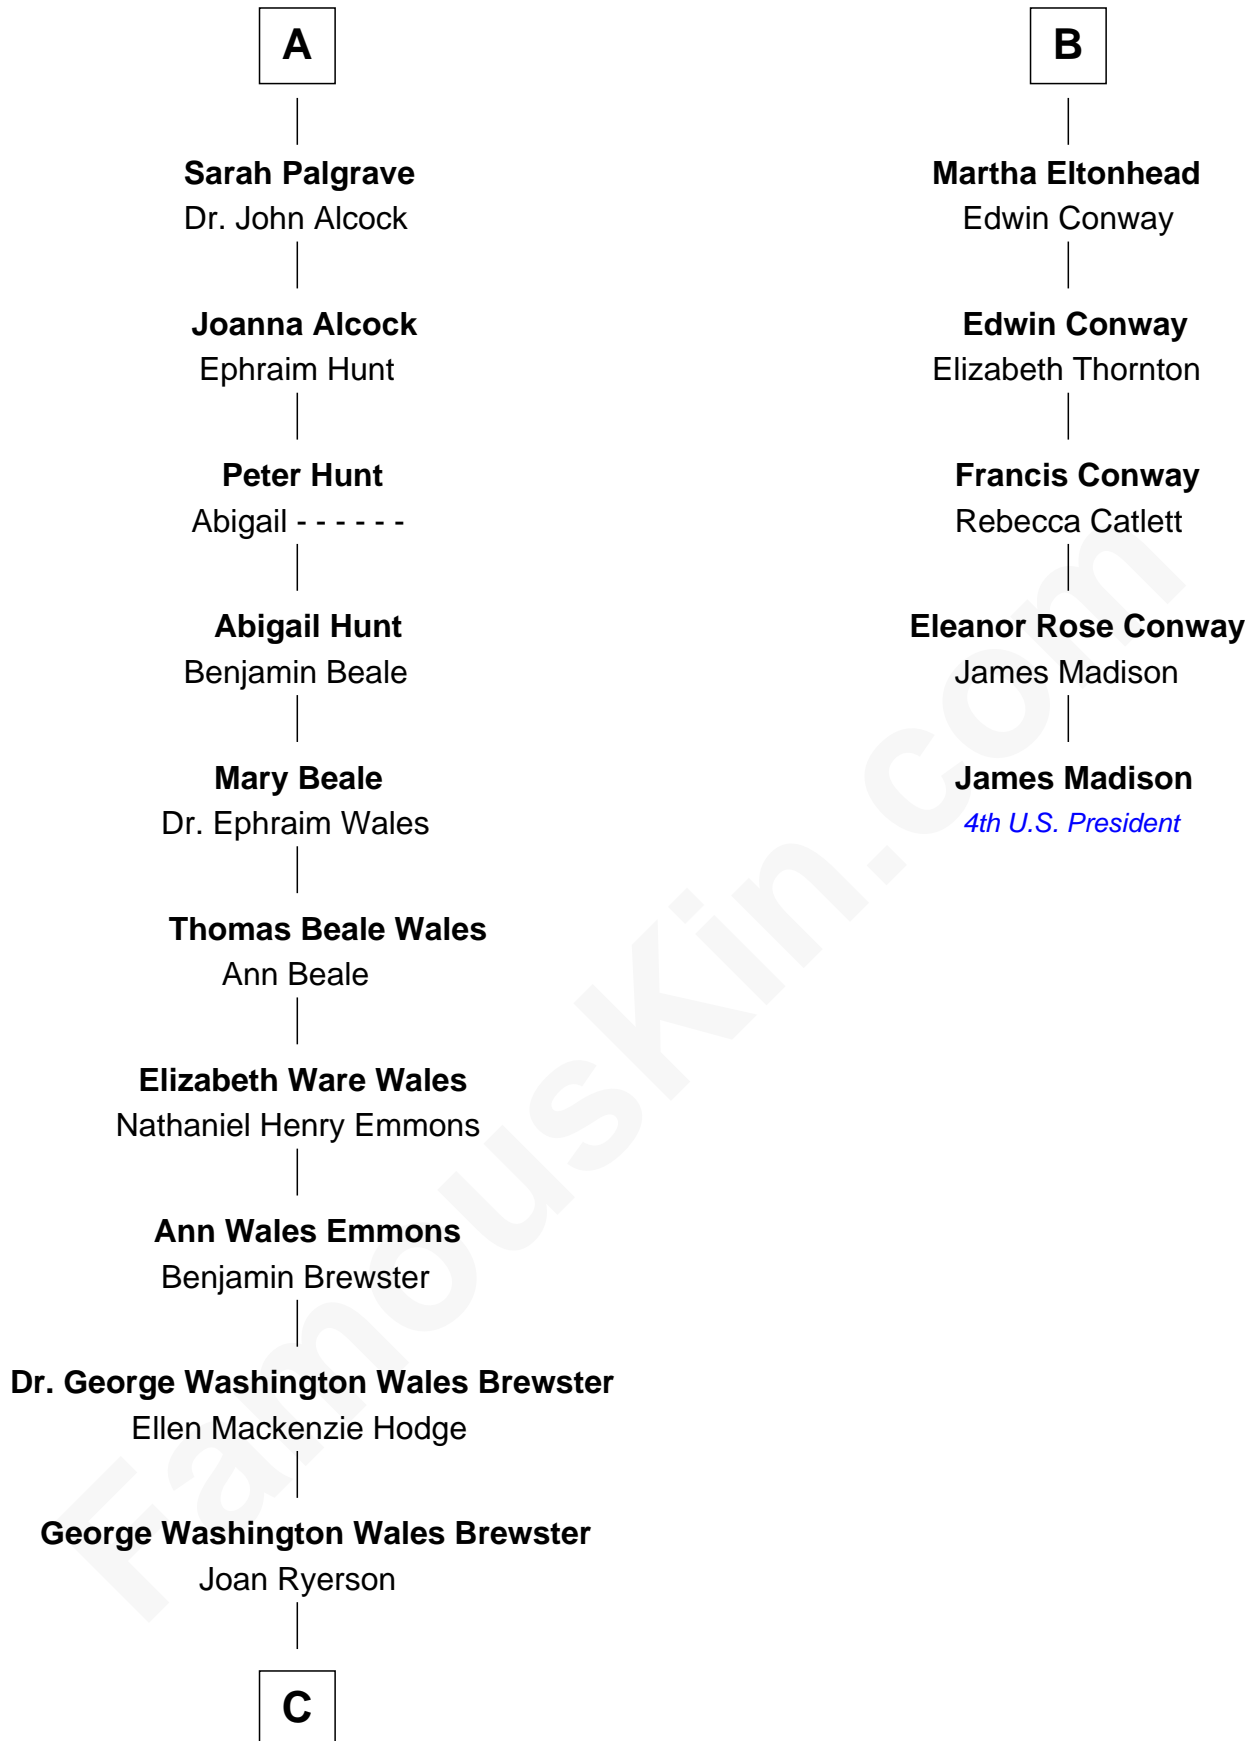 A
Sarah Palgrave
Dr. John Alcock
Joanna Alcock
Ephraim Hunt
Peter Hunt
Abigail - - - - - -
Abigail Hunt
Benjamin Beale
Mary Beale
Dr. Ephraim Wales
Thomas Beale Wales
Ann Beale
Elizabeth Ware Wales
Nathaniel Henry Emmons
Ann Wales Emmons
Benjamin Brewster
Dr. George Washington Wales Brewster
Ellen Mackenzie Hodge
George Washington Wales Brewster
Joan Ryerson
C
B
Martha Eltonhead
Edwin Conway
Edwin Conway
Elizabeth Thornton
Francis Conway
Rebecca Catlett
Eleanor Rose Conway
James Madison
James Madison
4th U.S. President
FamousKin.com